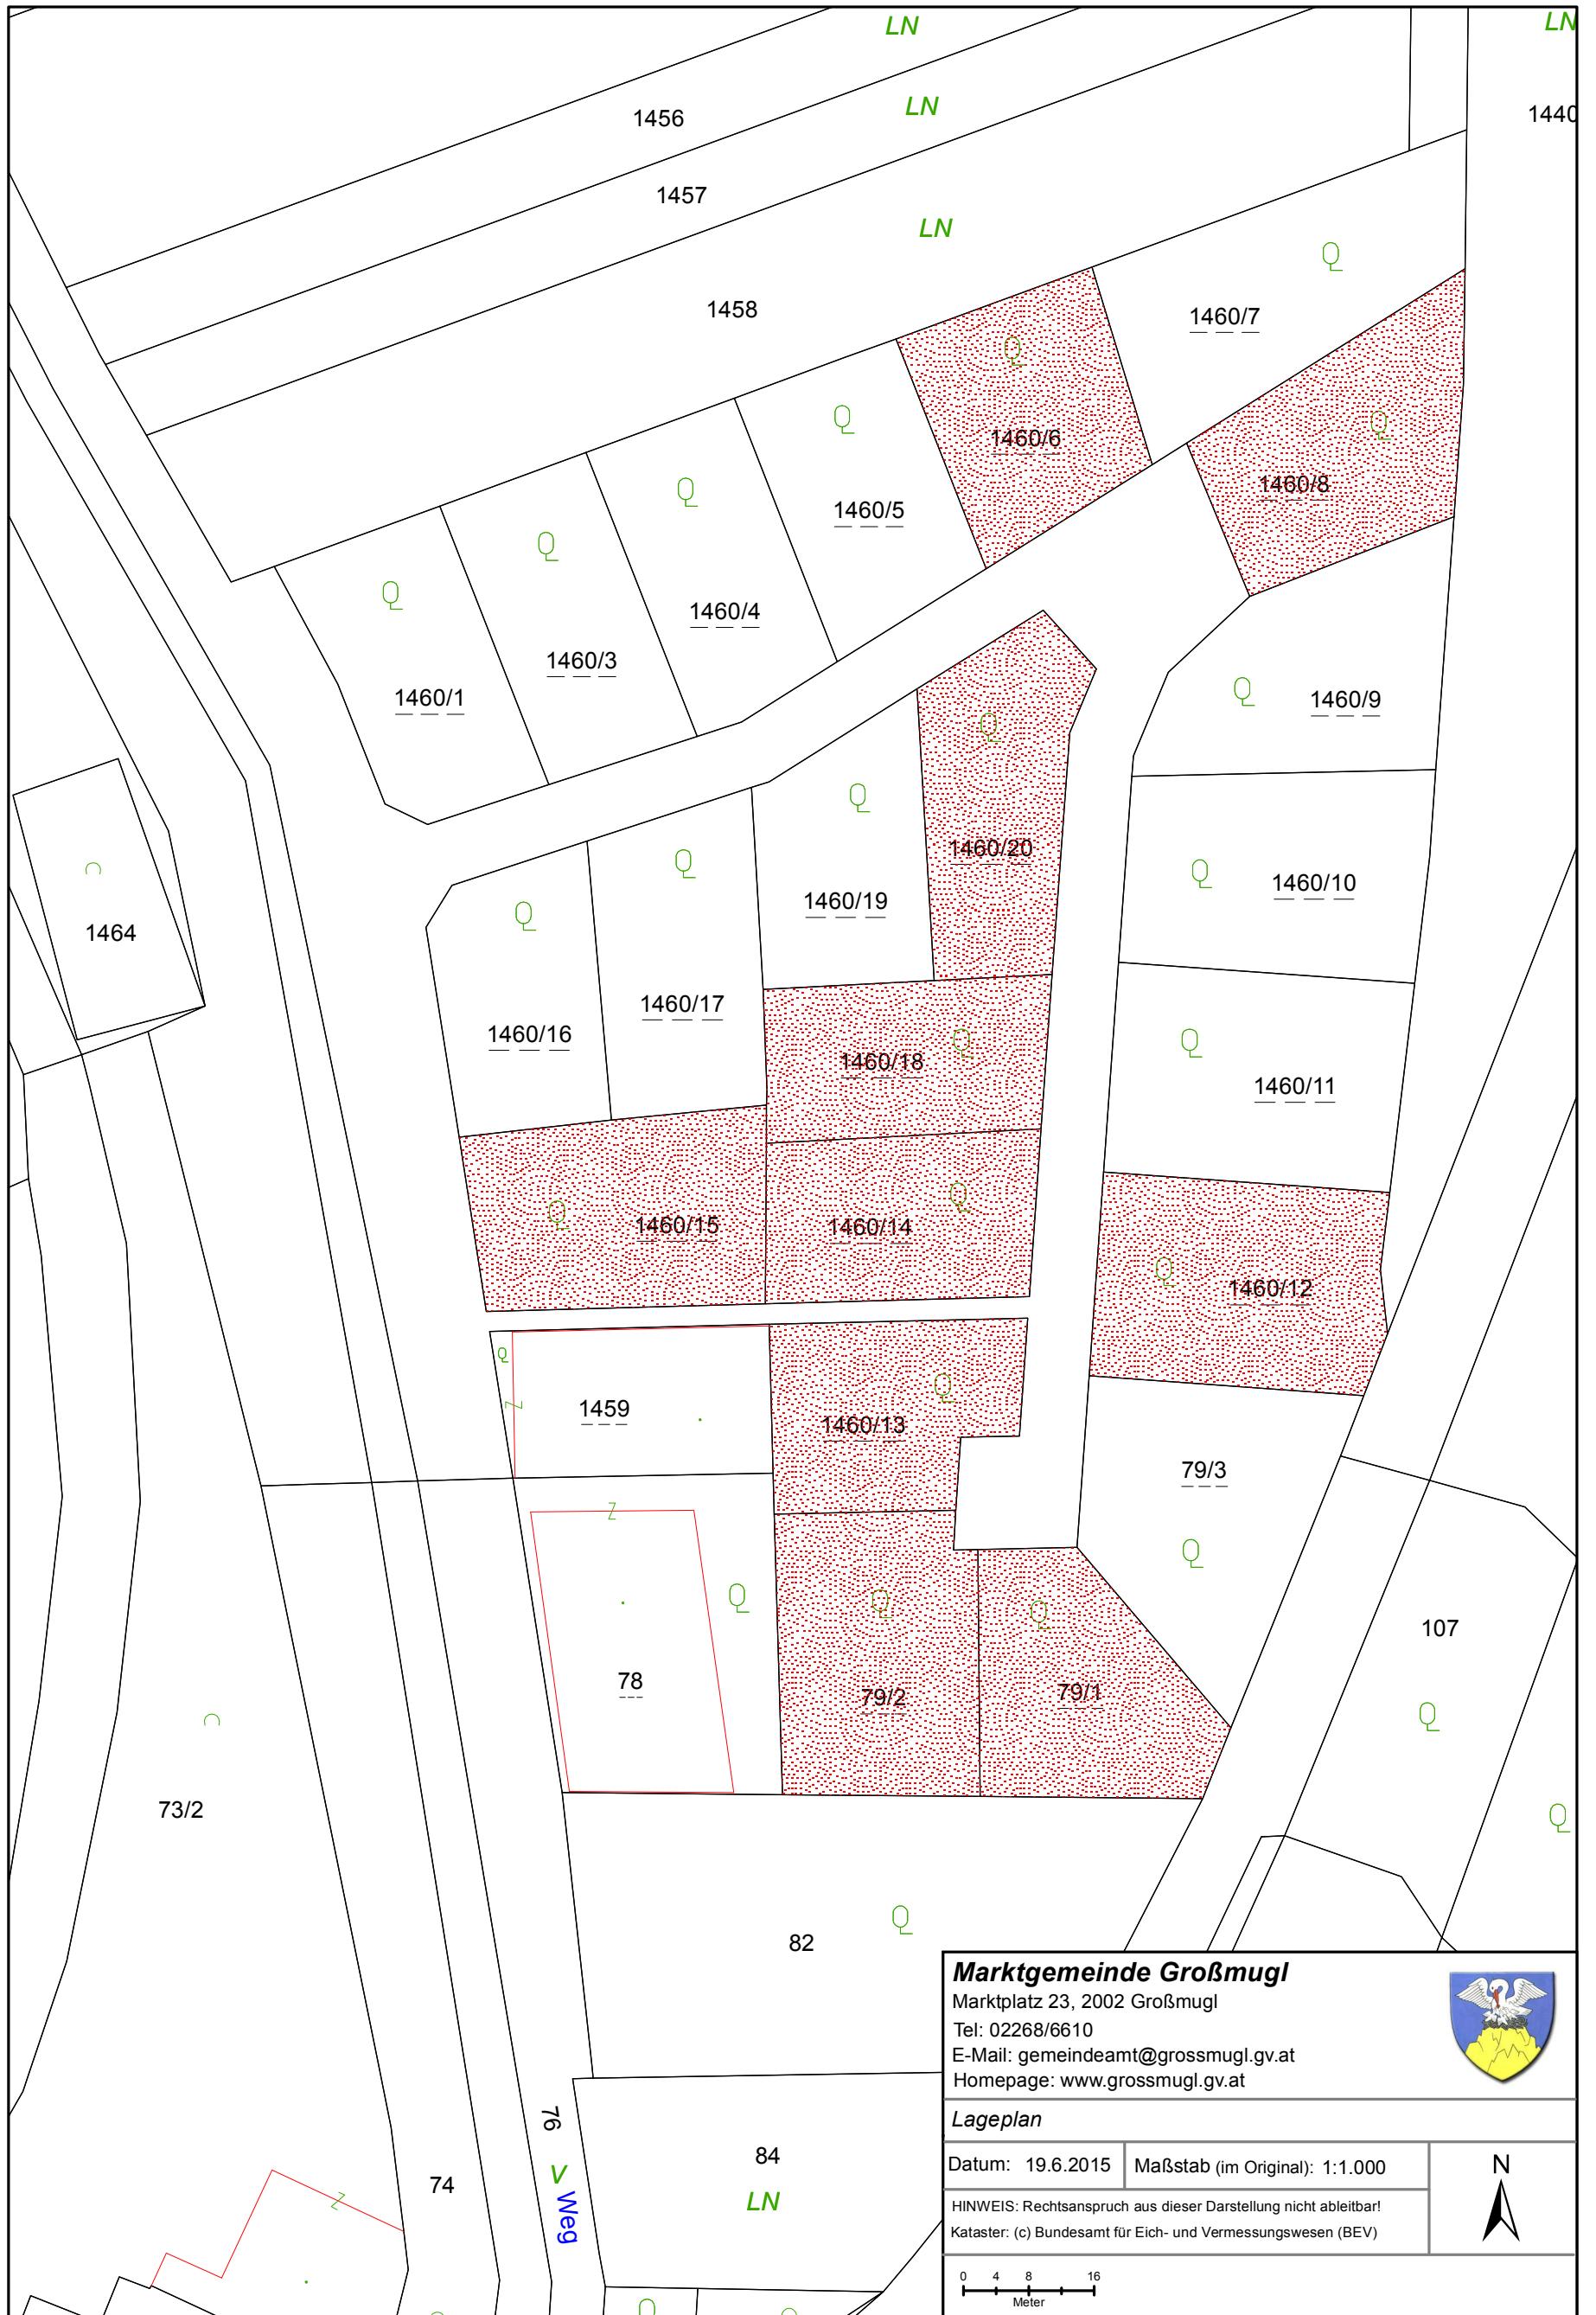 LN
LN
1456
LN
1440
1457
LN
1458
1460/7
1460/6
1460/8
1460/5
1460/4
1460/3
1460/1
1460/9
1460/20
1460/10
1460/19
1464
1460/17
1460/16
1460/18
1460/11
1460/15
1460/14
1460/12
1459
Z
1460/13
79/3
Z
107
78
79/2
79/1
73/2
82
Marktgemeinde Großmugl
Marktplatz 23, 2002 Großmugl
Tel: 02268/6610
E-Mail: gemeindeamt@grossmugl.gv.at
Homepage: www.grossmugl.gv.at
Lageplan
Datum: 19.6.2015 Maßstab (im Original): 1:1.000
N
HINWEIS: Rechtsanspruch aus dieser Darstellung nicht ableitbar!
Kataster: (c) Bundesamt für Eich- und Vermessungswesen (BEV)
0 4 8 16
Meter
76
V
Weg
84
LN
74
Z